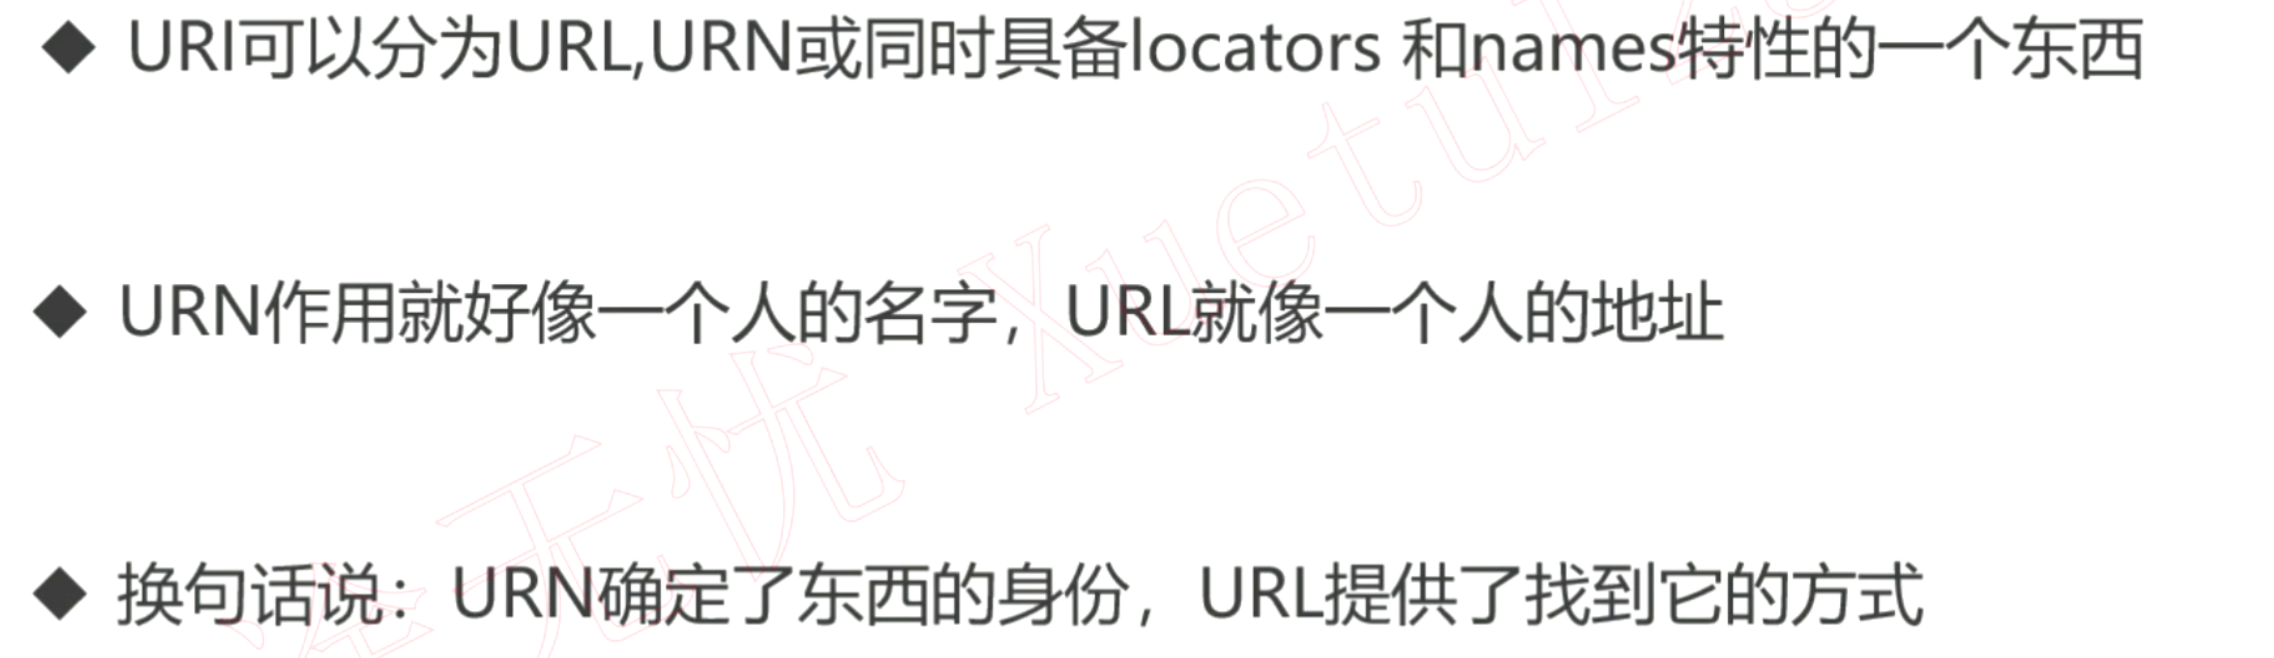 ◆ URI可以分为URL,URN或同时具备locators 和names特性的一个东西
◆ URN作用就好像一个人的名字，URL就像一个人的地址
◆ 换句话说：URN确定了东西的身份，URL提供了找到它的方式
无忧 Xuetu